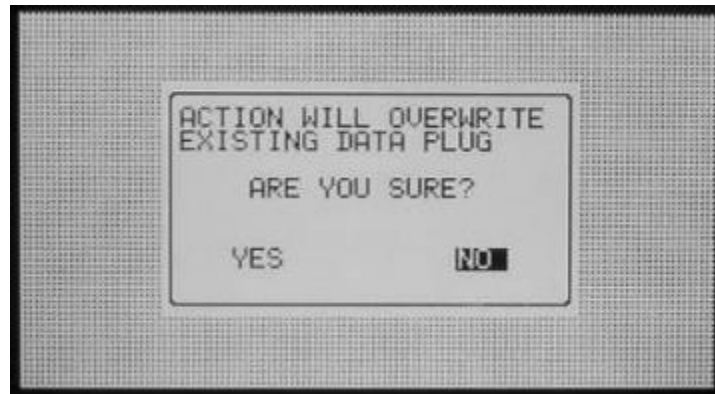 ACTION WILL OVERWRITE
EXISTING DATA PLUG
ARE YOU SURE?
YES NO